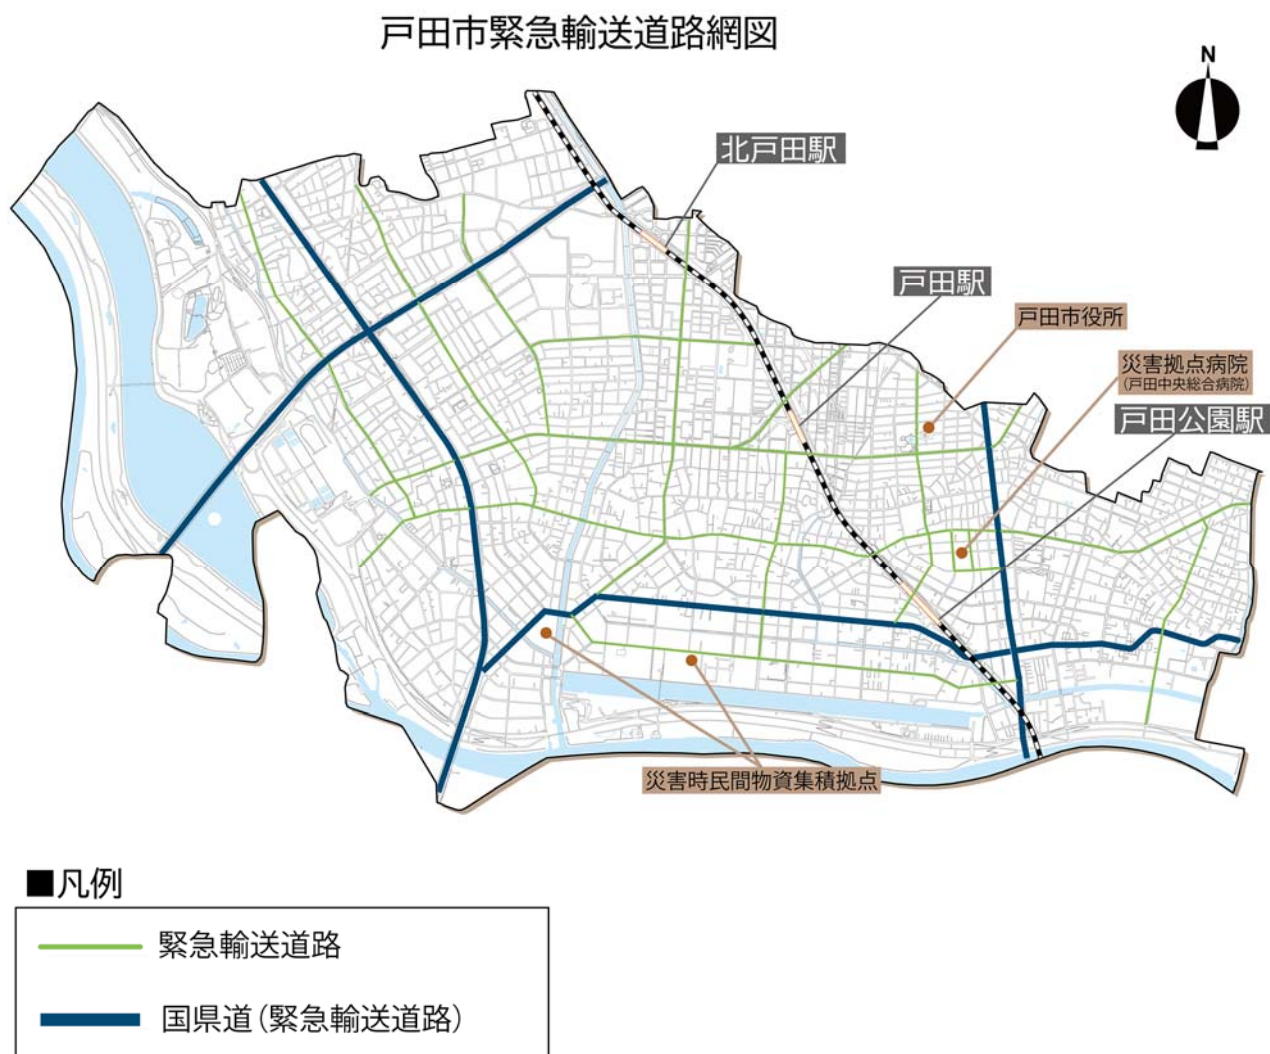 戸田市緊急輸送道路網図
N
北戸田駅
戸田駅
戸田市役所
災害拠点病院
(戸田中央総合病院)
戸田公園駅
災害時民間物資集積拠点
■凡例
緊急輸送道路
国県道(緊急輸送道路)